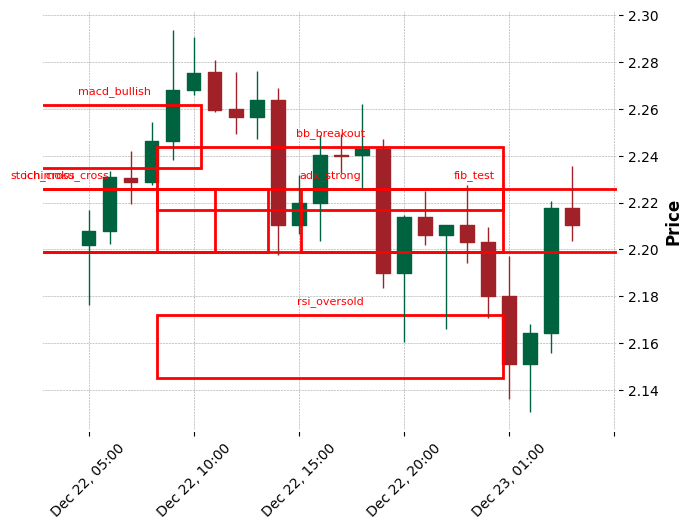 2.30
2.28
macd_bullish
2.26
bb_breakout
2.24
adx_strong
fib_test
2.22
Price
2.20
rsi_oversold
2.18
2.16
2.14
Dec 22, 05:00
Dec 22, 10:00
Dec 22, 15:00
Dec 22, 20:00
Dec 23, 01:00